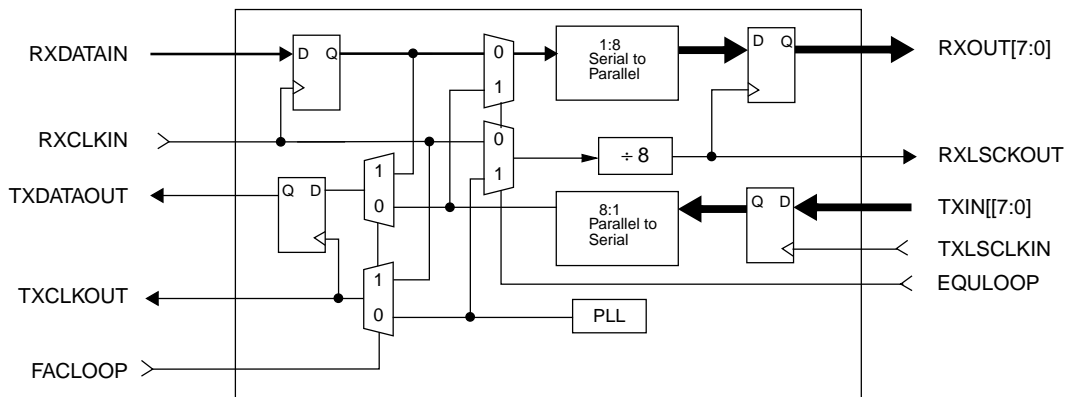 RXDATAIN
D Q
0
1
1:8
Serial to
Parallel
D Q
RXOUT[7:0]
RXCLKIN
0
1
÷ 8
RXLSCKOUT
TXDATAOUT
Q D
1
0
8:1
Parallel to
Serial
Q D
TXIN[[7:0]
TXLSCLKIN
TXCLKOUT
1
0
PLL
EQULOOP
FACLOOP